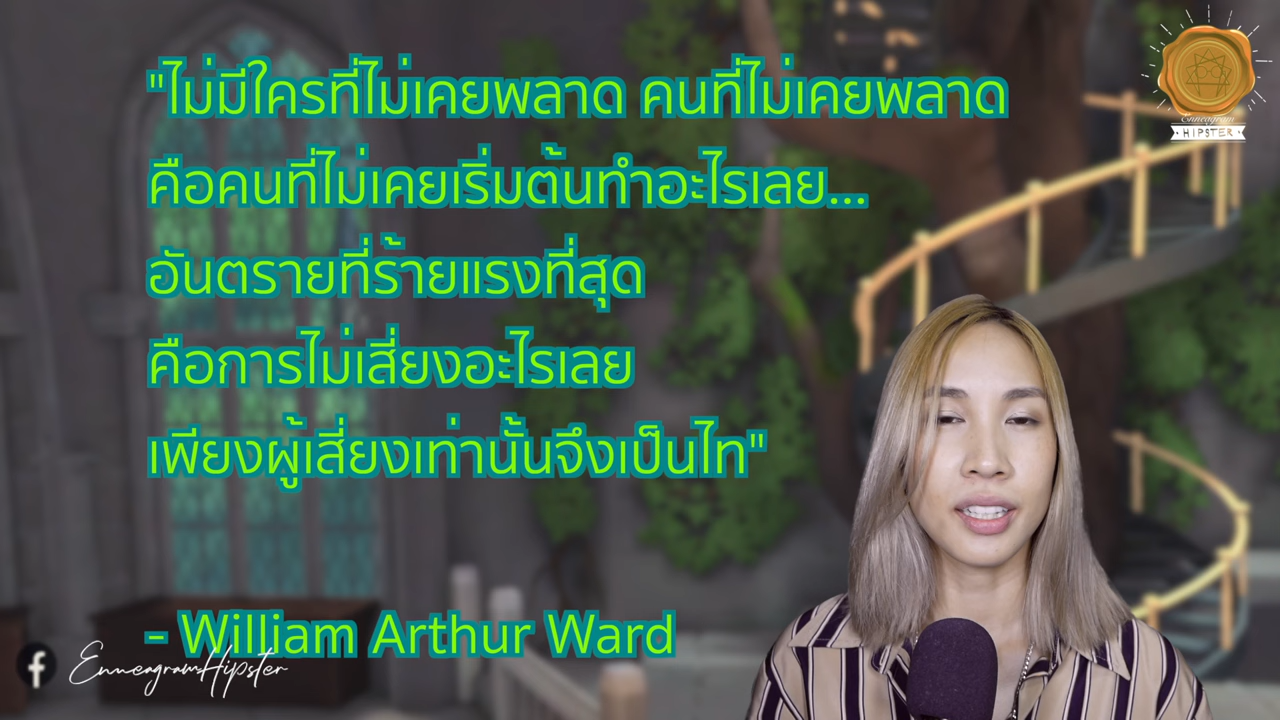 "ไม่มีใครที่ไม่เคยพลาด คนที่ไม่เคยพลาด
คือคนที่ไม่เคยเริ่มต้นทำอะไรเลย...
อันตรายที่ร้ายแรงที่สุด
คือการไม่เสี่ยงอะไรเลย
เพียงผู้เสี่ยงเท่านั้นจึงเป็นไท"
- William Arthur Ward
EnneagramHipster
Enneagram
HIPSTER